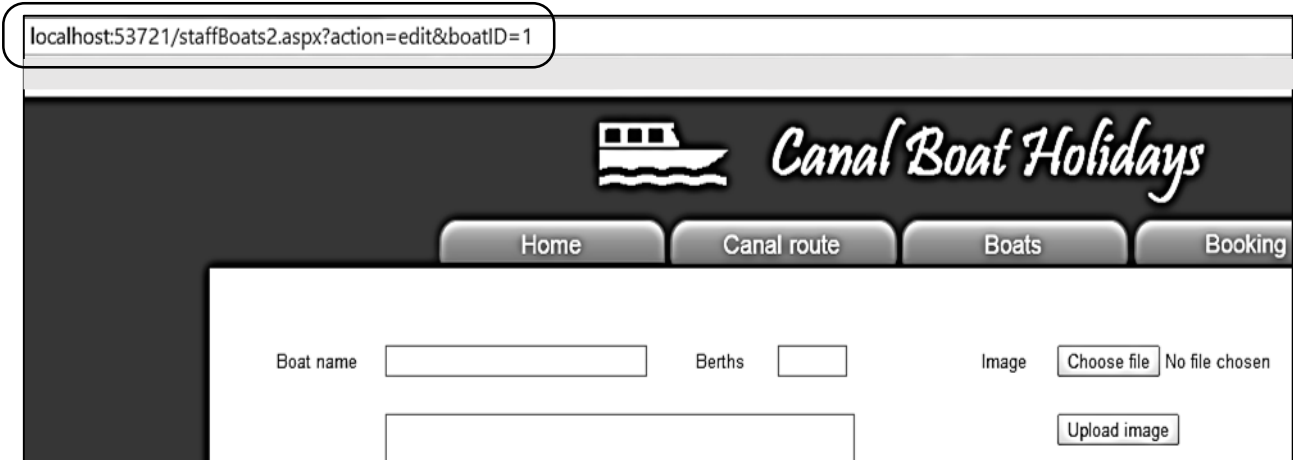 localhost:53721/staffBoats2.aspx?action=edit&boatID=1
Canal Boat Holidays
Home Canal route Boats Booking
Boat name Berths Image Choose file No file chosen
Upload image